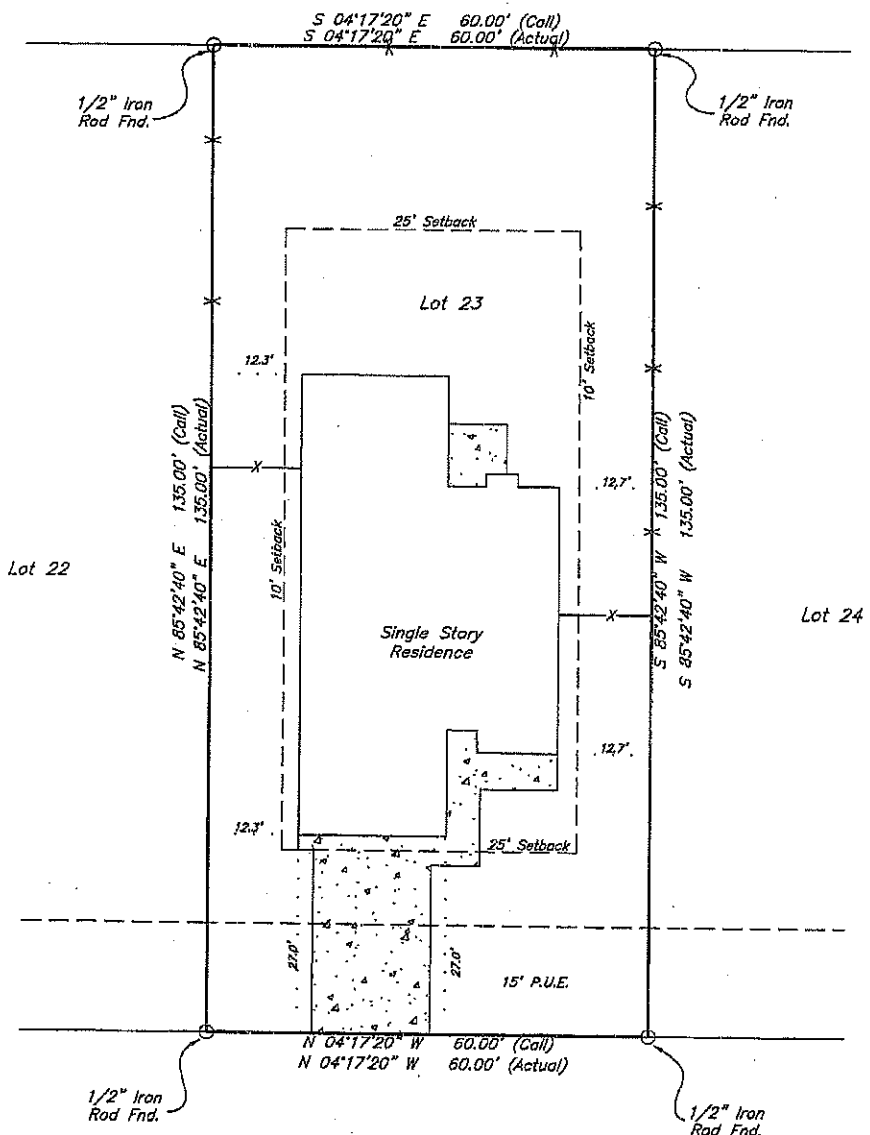 S 04°17'20" E 60.00' (Call)
S 04°17'20" E 60.00' (Actual)
1/2" Iron
Rod Fnd.
1/2" Iron
Rod Fnd.
25' Setback
Lot 23
12.3'
10' Setback
N 85°42'40" E 135.00' (Call)
N 85°42'40" E 135.00' (Actual)
X
S 85°42'40" W 135.00' (Call)
S 85°42'40" W 135.00' (Actual)
12.7'
Lot 22
10' Setback
X
Lot 24
Single Story
Residence
12.7'
12.3'
25' Setback
27.0'
27.0'
15' P.U.E.
N 04°17'20" W 60.00' (Call)
N 04°17'20" W 60.00' (Actual)
1/2" Iron
Rod Fnd.
1/2" Iron
Rod Fnd.